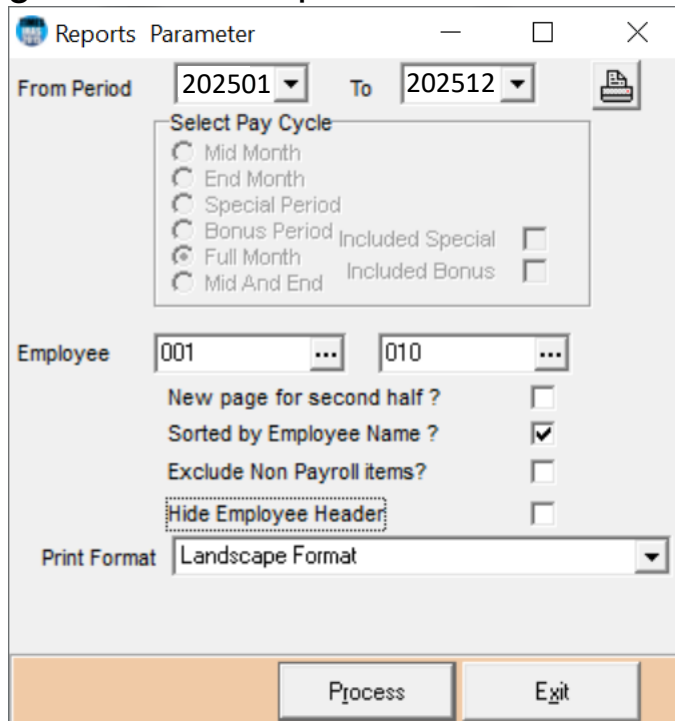 Reports Parameter
From Period 202501 To 202512
Select Pay Cycle
Mid Month
End Month
Special Period
Bonus Period Included Special
Full Month
Included Bonus
Mid And End
Employee 001 ... 010 ...
New page for second half ?
Sorted by Employee Name ?
Exclude Non Payroll items?
Hide Employee Header
Print Format Landscape Format
Process Exit